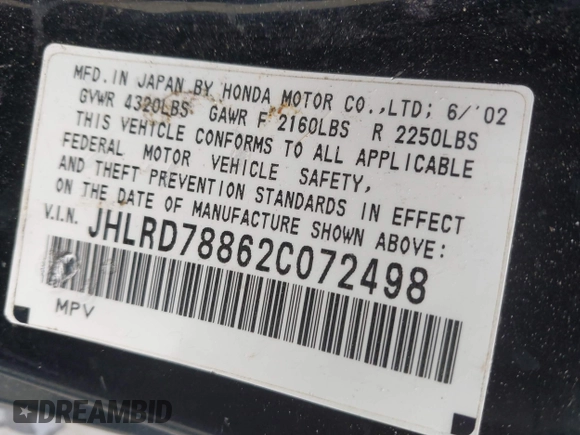 MFD. IN JAPAN BY HONDA MOTOR CO.,LTD; 6/'02
GVWR 4320LBS GAWR F 2160LBS R 2250LBS
THIS VEHICLE CONFORMS TO ALL APPLICABLE
FEDERAL MOTOR VEHICLE SAFETY,
AND THEFT PREVENTION STANDARDS IN EFFECT
ON THE DATE OF MANUFACTURE SHOWN ABOVE:
V.I.N. JHLRD78862C072498
MPV
DREAMBID